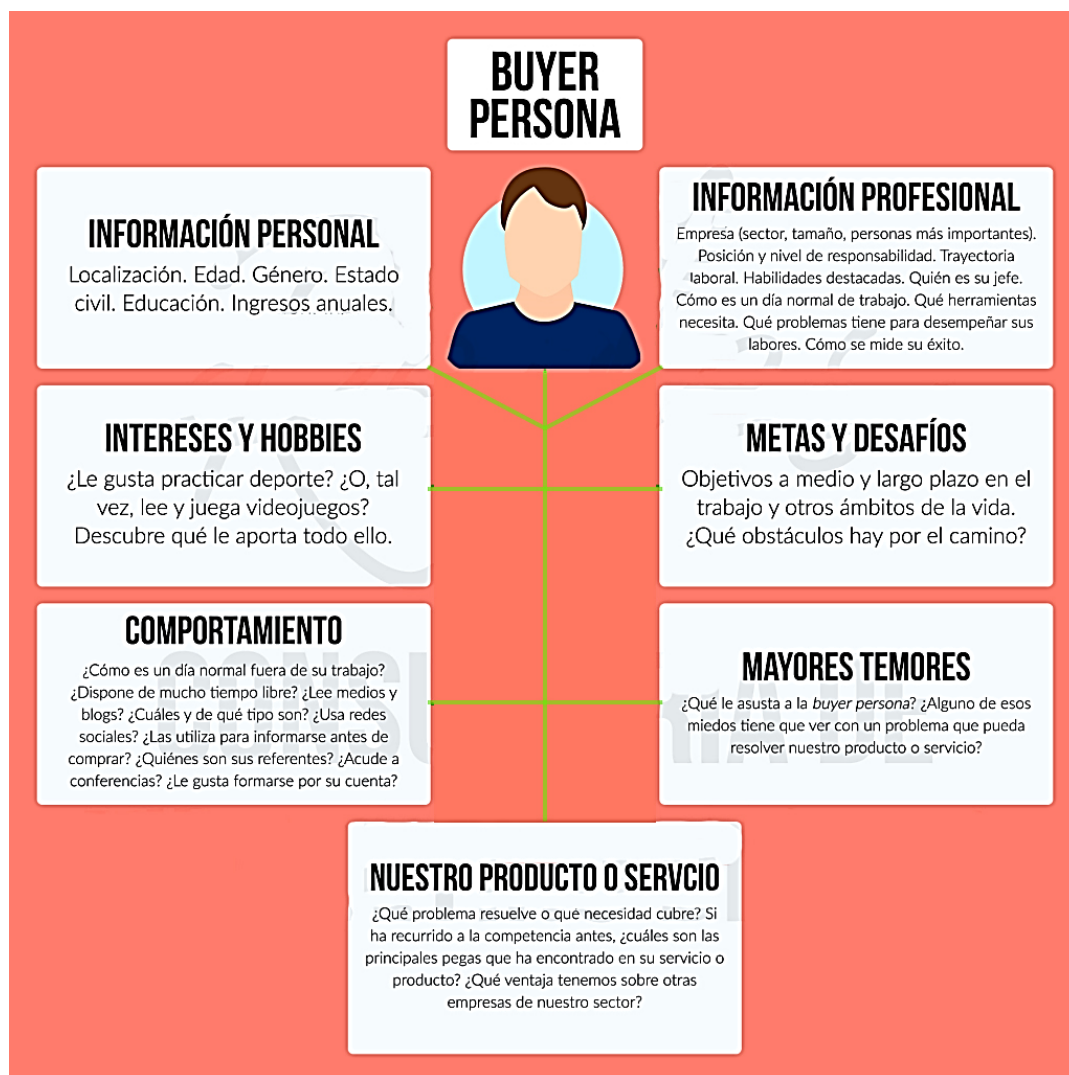 BUYER
PERSONA
INFORMACIÓN PERSONAL
Localización. Edad. Género. Estado
civil. Educación. Ingresos anuales.
INFORMACIÓN PROFESIONAL
Empresa (sector, tamaño, personas más importantes).
Posición y nivel de responsabilidad. Trayectoria
laboral. Habilidades destacadas. Quién es su jefe.
Cómo es un día normal de trabajo. Qué herramientas
necesita. Qué problemas tiene para desempeñar sus
labores. Cómo se mide su éxito.
INTERESES Y HOBBIES
¿Le gusta practicar deporte? ¿O, tal
vez, lee y juega videojuegos?
Descubre qué le aporta todo ello.
METAS Y DESAFÍOS
Objetivos a medio y largo plazo en el
trabajo y otros ámbitos de la vida.
¿Qué obstáculos hay por el camino?
COMPORTAMIENTO
¿Cómo es un día normal fuera de su trabajo?
¿Dispone de mucho tiempo libre? ¿Lee medios y
blogs? ¿Cuáles y de qué tipo son? ¿Usa redes
sociales? ¿Las utiliza para informarse antes de
comprar? ¿Quiénes son sus referentes? ¿Acude a
conferencias? ¿Le gusta formarse por su cuenta?
MAYORES TEMORES
¿Qué le asusta a la buyer persona? ¿Alguno de esos
miedos tiene que ver con un problema que pueda
resolver nuestro producto o servicio?
NUESTRO PRODUCTO O SERVCIO
¿Qué problema resuelve o que necesidad cubre? Si
ha recurrido a la competencia antes, ¿cuáles son las
principales pegas que ha encontrado en su servicio o
producto? ¿Qué ventaja tenemos sobre otras
empresas de nuestro sector?